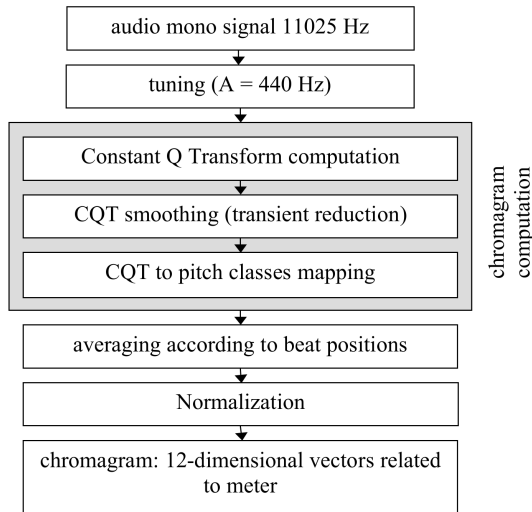 audio mono signal 11025 Hz
tuning (A = 440 Hz)
Constant Q Transform computation
CQT smoothing (transient reduction)
CQT to pitch classes mapping
chromagram
computation
averaging according to beat positions
Normalization
chromagram: 12-dimensional vectors related
to meter